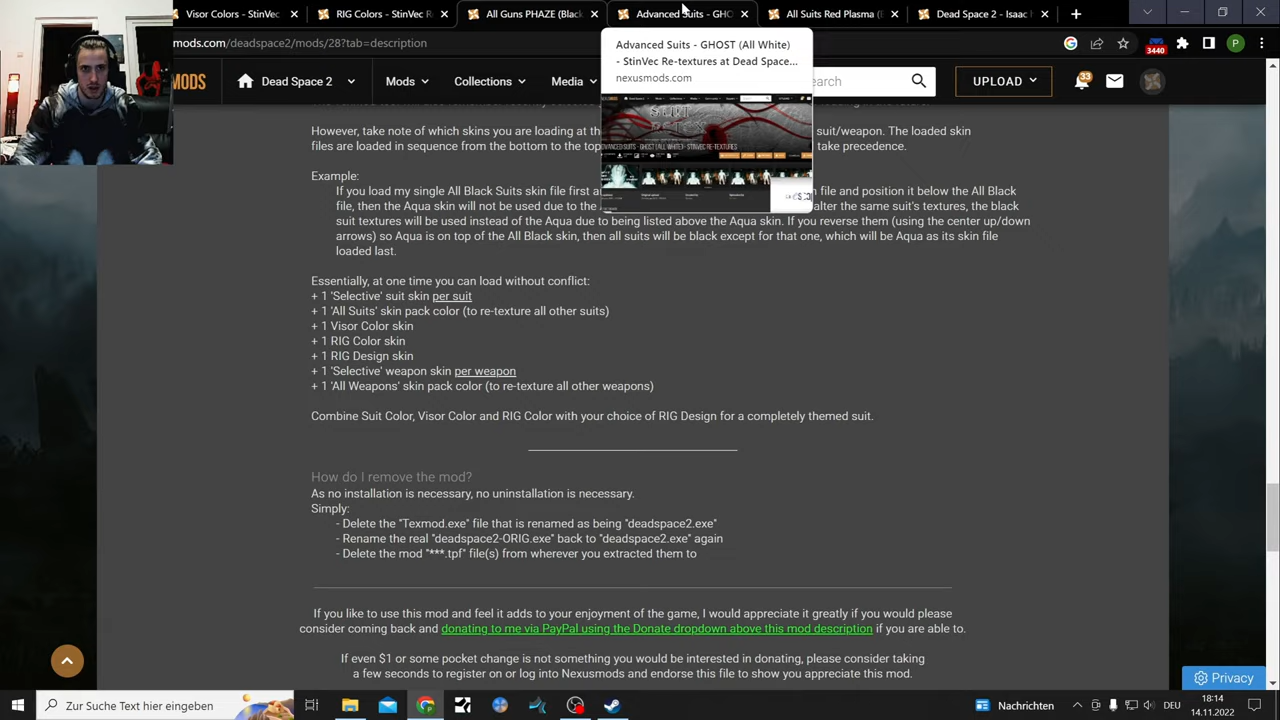 Visor Colors - StinVec
RIG Colors - StinVec R
All Guns PHAZE (Black
Advanced Suits - GHO
All Suits Red Plasma (B
Dead Space 2 - Isaac
mods.com/deadspace2/mods/28?tab=description
3440
P
Advanced Suits - GHOST (All White)
- StinVec Re-textures at Dead Space...
nexusmods.com
MODS
Dead Space 2
Mods
Collections
Media
earch
UPLOAD
33
However, take note of which skins you are loading at th
suit/weapon. The loaded skin
files are loaded in sequence from the bottom to the top
take precedence.
Example:
If you load my single All Black Suits skin file first a
file and position it below the All Black
file, then the Aqua skin will not be used due to the
alter the same suit's textures, the black
suit textures will be used instead of the Aqua due to being listed above the Aqua skin. If you reverse them (using the center up/down
arrows) so Aqua is on top of the All Black skin, then all suits will be black except for that one, which will be Aqua as its skin file
loaded last.
Essentially, at one time you can load without conflict:
+ 1 'Selective' suit skin per suit
+ 1 'All Suits' skin pack color (to re-texture all other suits)
+ 1 Visor Color skin
+ 1 RIG Color skin
+ 1 RIG Design skin
+ 1 'Selective' weapon skin per weapon
+ 1 'All Weapons' skin pack color (to re-texture all other weapons)
Combine Suit Color, Visor Color and RIG Color with your choice of RIG Design for a completely themed suit.
How do I remove the mod?
As no installation is necessary, no uninstallation is necessary.
Simply:
- Delete the "Texmod.exe" file that is renamed as being "deadspace2.exe"
- Rename the real "deadspace2-ORIG.exe" back to "deadspace2.exe" again
- Delete the mod "***.tpf" file(s) from wherever you extracted them to
If you like to use this mod and feel it adds to your enjoyment of the game, I would appreciate it greatly if you would please
consider coming back and donating to me via PayPal using the Donate dropdown above this mod description if you are able to.
If even $1 or some pocket change is not something you would be interested in donating, please consider taking
a few seconds to register on or log into Nexusmods and endorse this file to show you appreciate this mod.
Privacy
Zur Suche Text hier eingeben
Nachrichten
DEU
18:14
14.11.2022